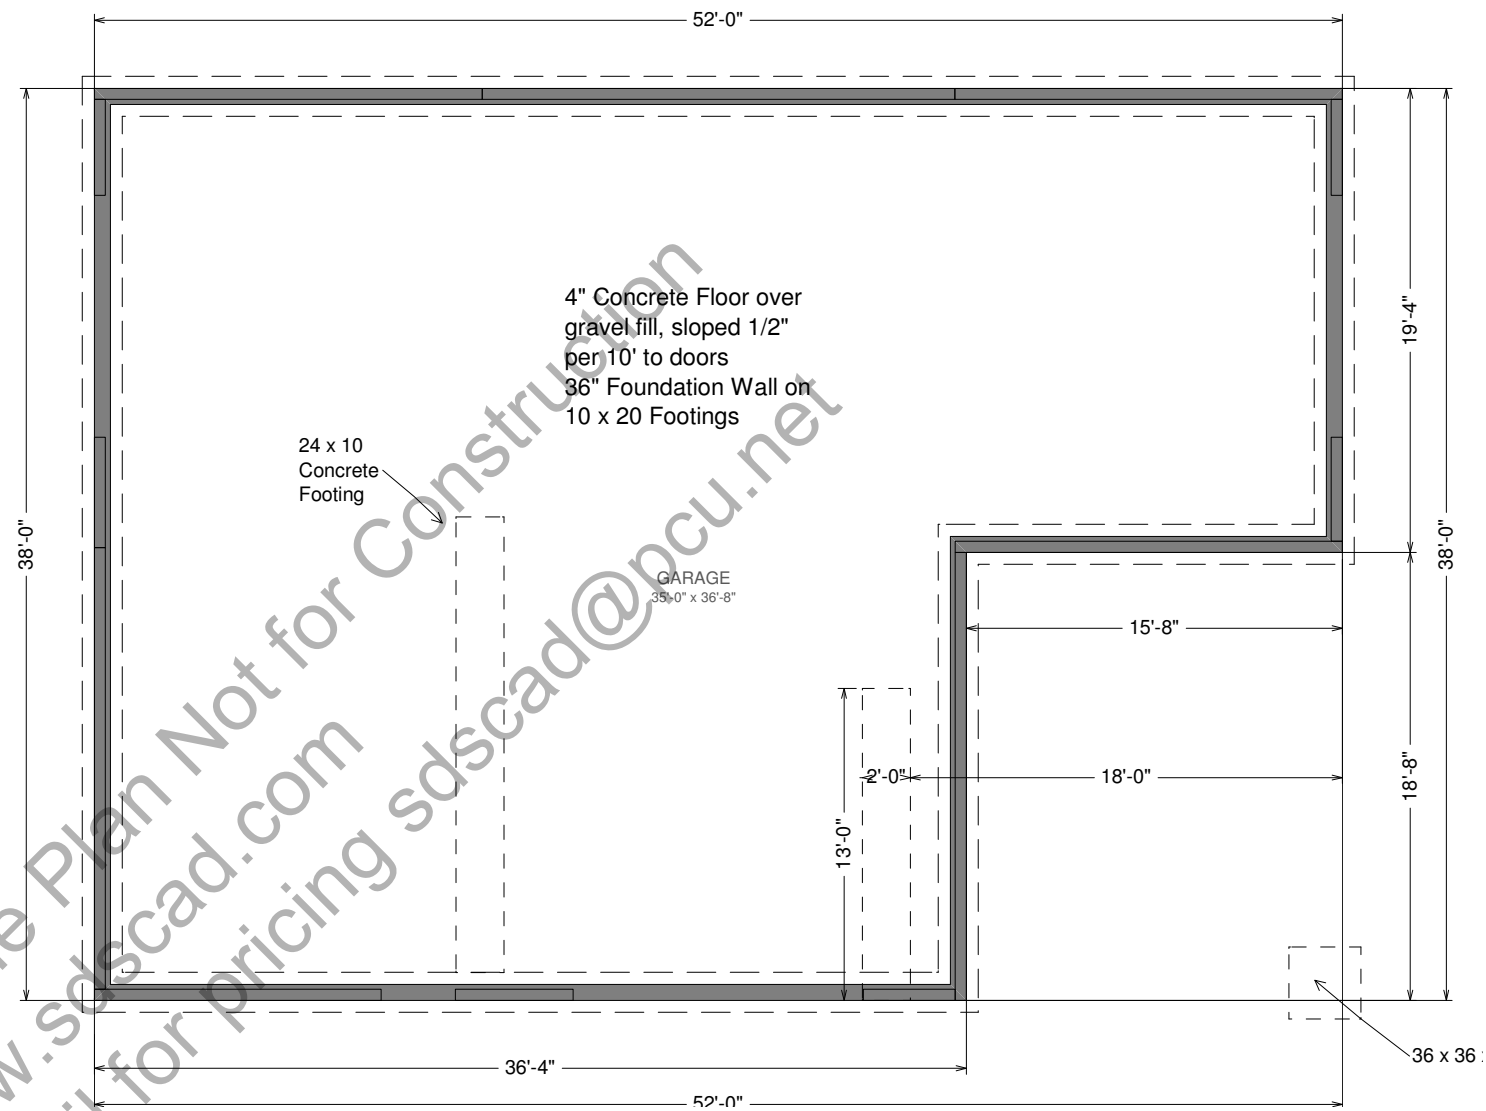 52'-0"
4" Concrete Floor over
gravel fill, sloped 1/2"
per 10' to doors
36" Foundation Wall on
10 x 20 Footings
19'-4"
24 x 10
Concrete
Footing
38'-0"
38'-0"
GARAGE
35'-0" x 36'-8"
15'-8"
2'-0"
18'-0"
18'-8"
13'-0"
36 x 36
36'-4"
52'-0"
Plan Not for Construction
sdscad.com
for pricing sdscad@pcu.net